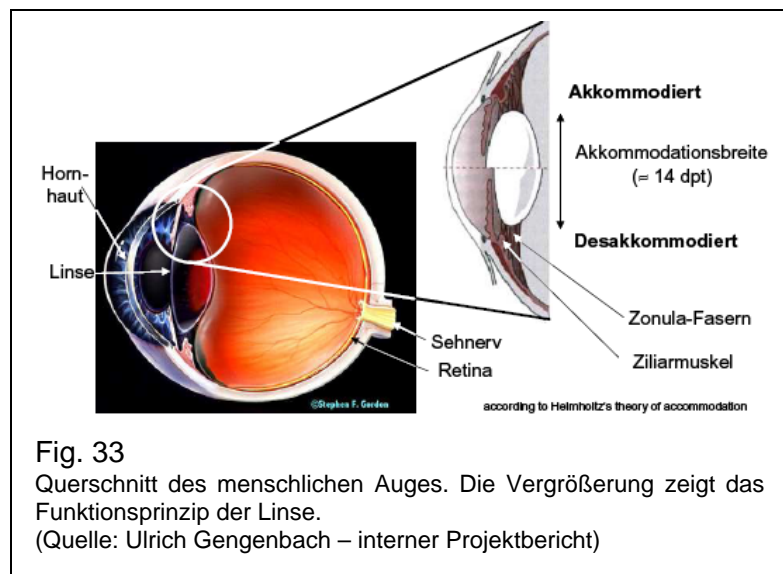 Akkommodiert
Akkommodationsbreite
(= 14 dpt)
Desakkommodiert
Zonula-Fasern
Ziliarmuskel
Horn-
haut
Linse
Sehnerv
Retina
©Stephen F. Gordon
according to Helmholtz's theory of accommodation
Fig. 33
Querschnitt des menschlichen Auges. Die Vergrößerung zeigt das
Funktionsprinzip der Linse.
(Quelle: Ulrich Gengenbach – interner Projektbericht)